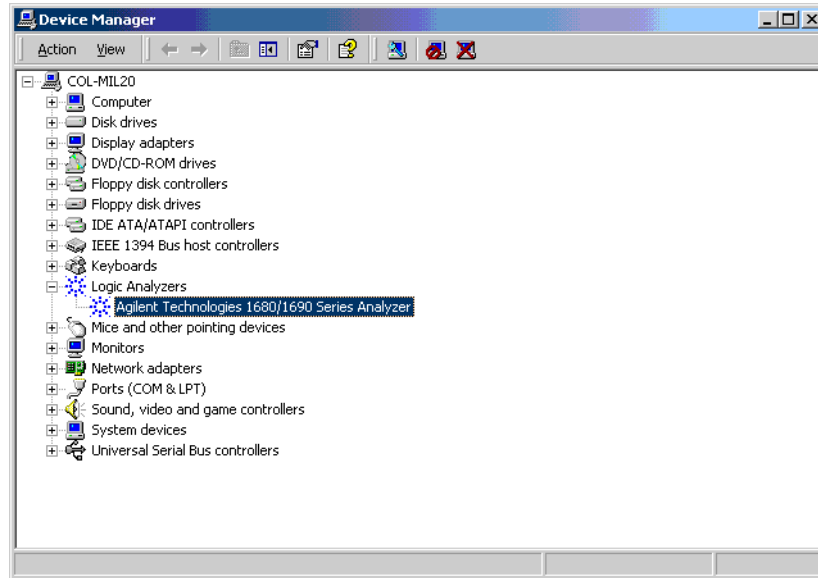 Device Manager
Action View
COL-MIL20
Computer
Disk drives
Display adapters
DVD/CD-ROM drives
Floppy disk controllers
Floppy disk drives
IDE ATA/ATAPI controllers
IEEE 1394 Bus host controllers
Keyboards
Logic Analyzers
Agilent Technologies 1680/1690 Series Analyzer
Mice and other pointing devices
Monitors
Network adapters
Ports (COM & LPT)
Sound, video and game controllers
System devices
Universal Serial Bus controllers